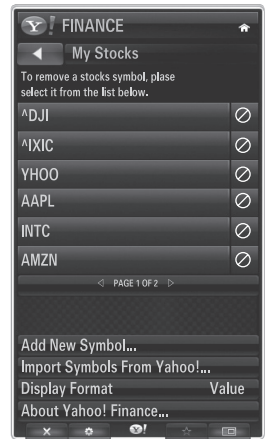 Y! FINANCE
My Stocks
To remove a stocks symbol, plase
select it from the list below.
^DJI
^IXIC
YHOO
AAPL
INTC
AMZN
PAGE 1 OF 2
Add New Symbol...
Import Symbols From Yahoo!...
Display Format Value
About Yahoo! Finance...
Y!